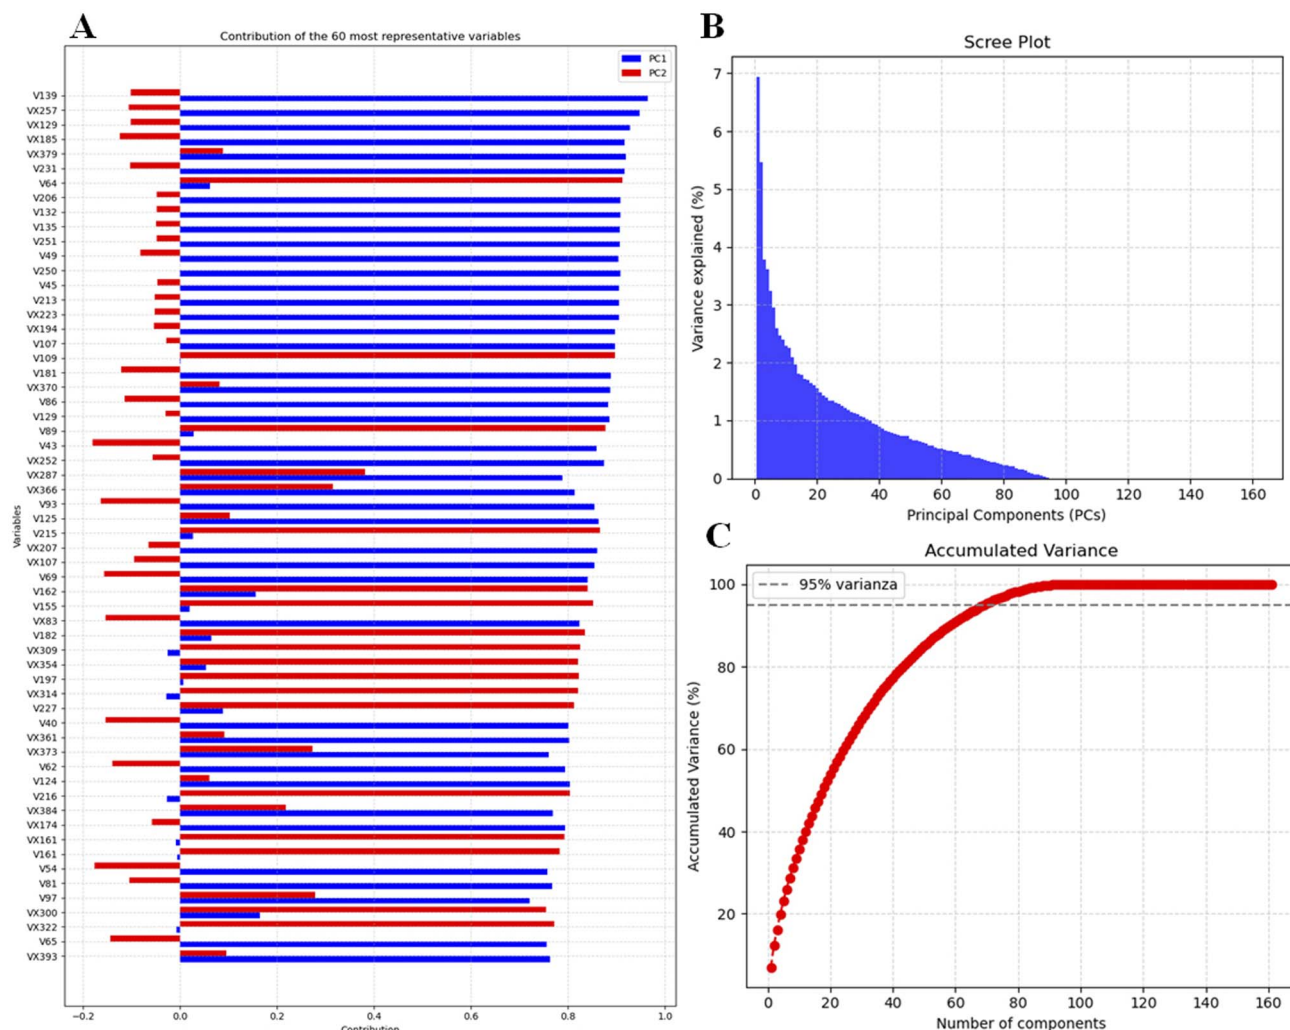 A
Contribution of the 60 most representative variables
PC1
PC2
V139
VX257
VX129
VX185
VX379
V231
V64
V206
V132
V135
V251
V49
V250
V45
V213
VX223
VX194
V107
V109
V181
VX370
V86
V129
V89
V43
VX252
VX287
VX366
V93
V125
V215
VX207
VX107
V69
V162
V155
VX83
V182
VX309
VX354
V197
VX314
V227
V40
VX361
VX373
V62
V124
V216
VX384
VX174
VX161
V161
V54
V81
V97
VX300
VX322
V65
VX393
Variables
−0.2 0.0 0.2 0.4 0.6 0.8 1.0
Contribution
B
Scree Plot
7
6
5
4
3
2
1
0
Variance explained (%)
0 20 40 60 80 100 120 140 160
Principal Components (PCs)
C
Accumulated Variance
95% varianza
100
80
60
40
20
Accumulated Variance (%)
0 20 40 60 80 100 120 140 160
Number of components